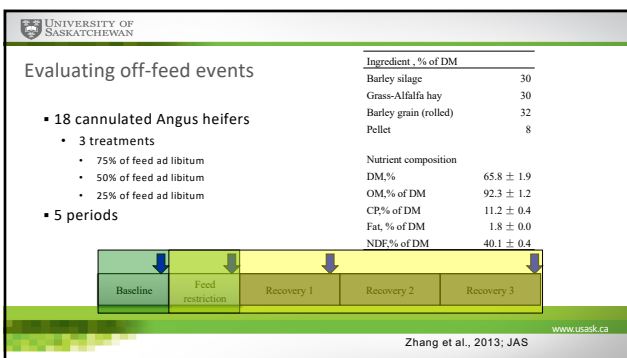 UNIVERSITY OF
SASKATCHEWAN
Evaluating off-feed events
▪ 18 cannulated Angus heifers
• 3 treatments
• 75% of feed ad libitum
• 50% of feed ad libitum
• 25% of feed ad libitum
▪ 5 periods
Ingredient , % of DM
Barley silage 30
Grass-Alfalfa hay 30
Barley grain (rolled) 32
Pellet 8
Nutrient composition
DM,% 65.8 ± 1.9
OM,% of DM 92.3 ± 1.2
CP,% of DM 11.2 ± 0.4
Fat, % of DM 1.8 ± 0.0
NDF,% of DM 40.1 ± 0.4
Baseline
Feed
restriction
Recovery 1
Recovery 2
Recovery 3
www.usask.ca
Zhang et al., 2013; JAS